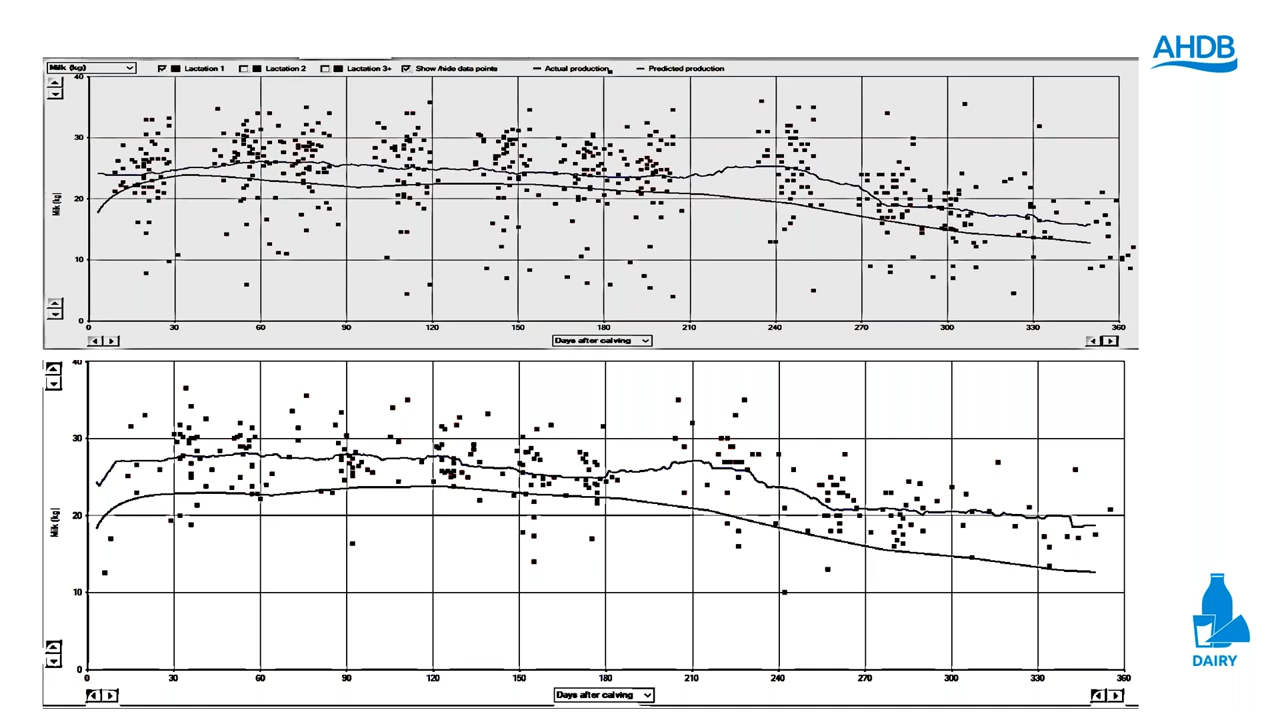 AHDB
Milk (kg) Lactation 1 Lactation 2 Lactation 3+ Show /hide data points Actual production Predicted production
40
30
20
10
0
Milk (kg)
0 30 60 90 120 150 180 210 240 270 300 330 360
Days after calving
40
30
20
10
0
Milk (kg)
0 30 60 90 120 150 180 210 240 270 300 330 360
Days after calving
DAIRY